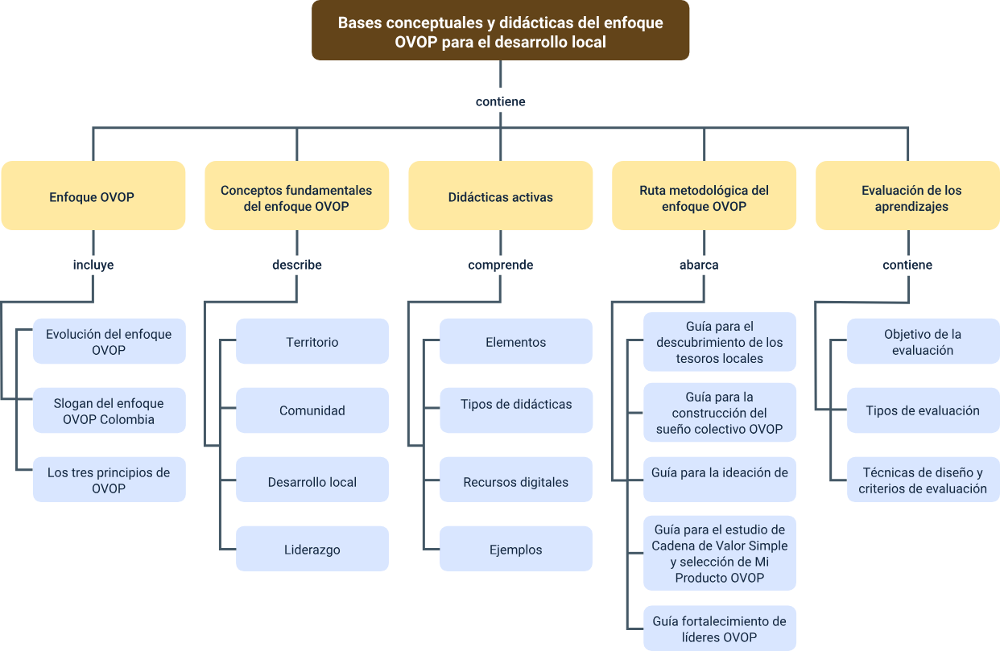 Bases conceptuales y didácticas del enfoque
OVOP para el desarrollo local
contiene
Enfoque OVOP
incluye
Evolución del enfoque
OVOP
Slogan del enfoque
OVOP Colombia
Los tres principios de
OVOP
Conceptos fundamentales
del enfoque OVOP
describe
Territorio
Comunidad
Desarrollo local
Liderazgo
Didácticas activas
comprende
Elementos
Tipos de didácticas
Recursos digitales
Ejemplos
Ruta metodológica del
enfoque OVOP
abarca
Guía para el
descubrimiento de los
tesoros locales
Guía para la
construcción del
sueño colectivo OVOP
Guía para la ideación de
Guía para el estudio de
Cadena de Valor Simple
y selección de Mi
Producto OVOP
Guía fortalecimiento de
líderes OVOP
Evaluación de los
aprendizajes
contiene
Objetivo de la
evaluación
Tipos de evaluación
Técnicas de diseño y
criterios de evaluación